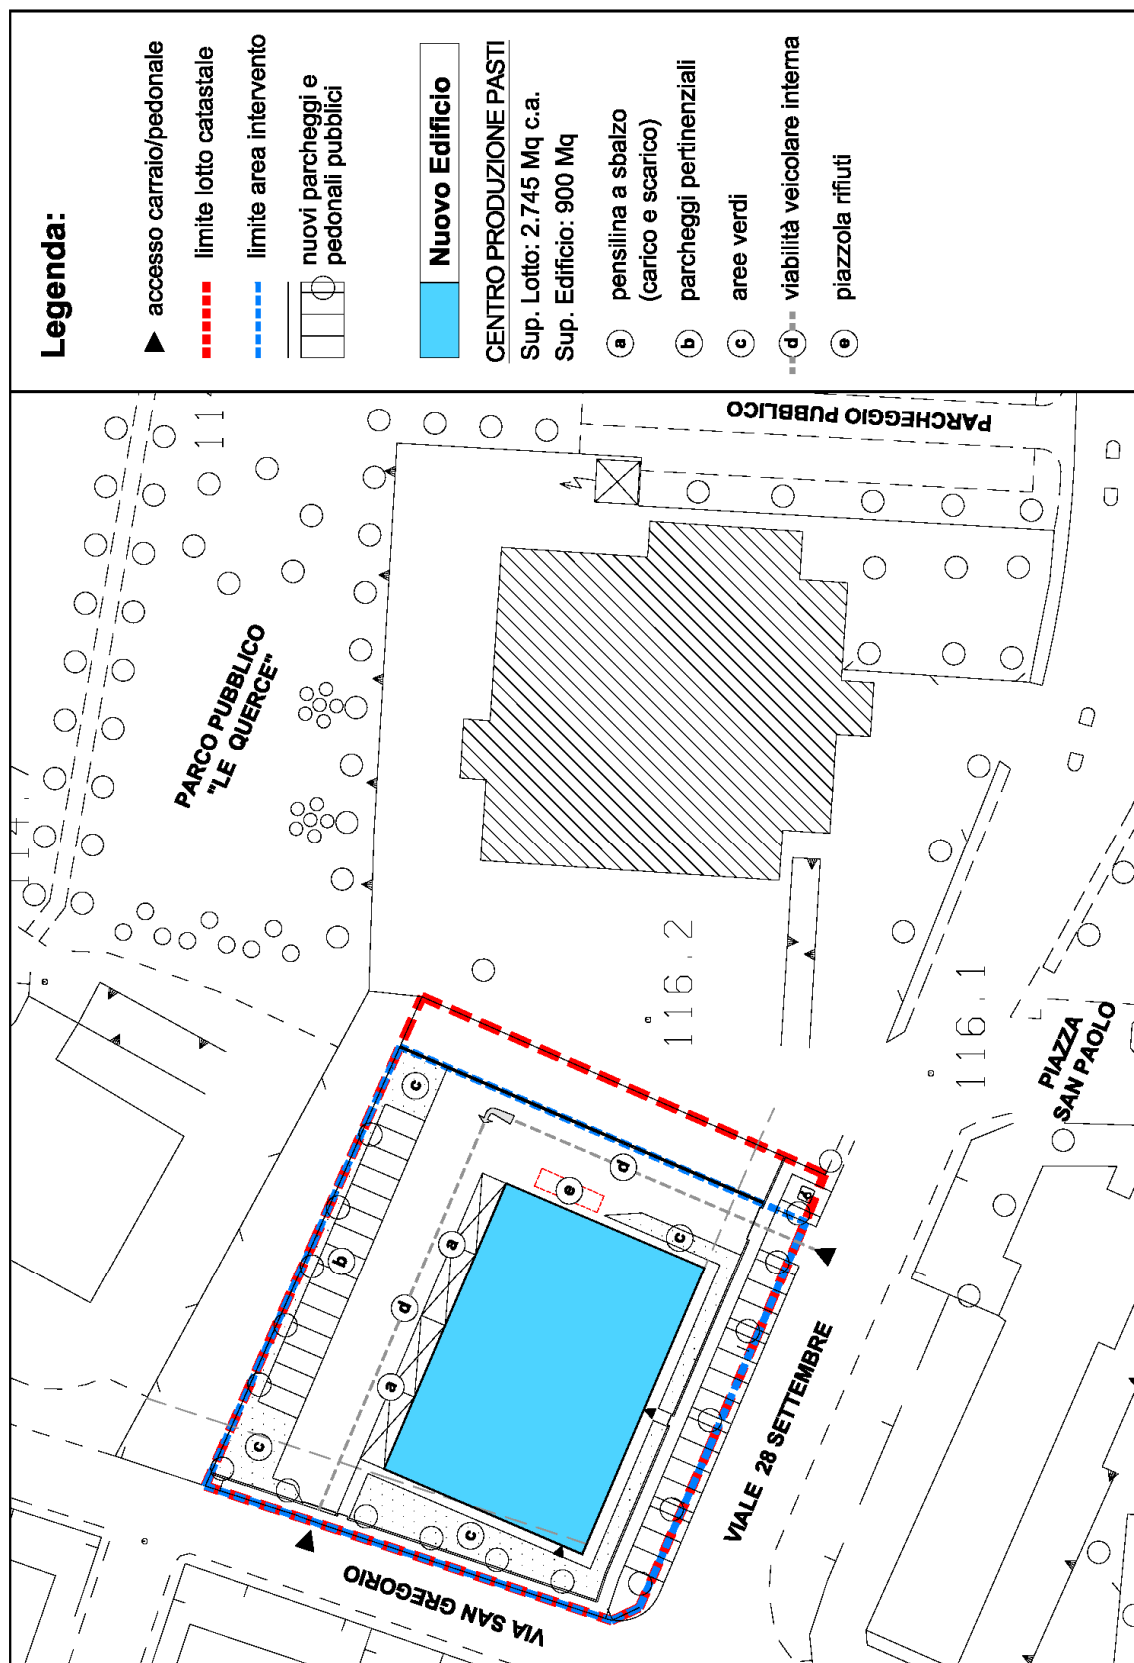 Legenda:
accesso carraio/pedonale
limite lotto catastale
limite area intervento
nuovi parcheggi e
pedonali pubblici
Nuovo Edificio
CENTRO PRODUZIONE PASTI
Sup. Lotto: 2.745 Mq c.a.
Sup. Edificio: 900 Mq
a pensilina a sbalzo
(carico e scarico)
b parcheggi pertinenziali
c aree verdi
d viabilità veicolare interna
e piazzola rifiuti
PARCO PUBBLICO
"LE QUERCE"
PARCHEGGIO PUBBLICO
116.2
116.1
PIAZZA
SAN PAOLO
VIALE 28 SETTEMBRE
VIA SAN GREGORIO
c
b
c
a
d
a
e
d
c
c